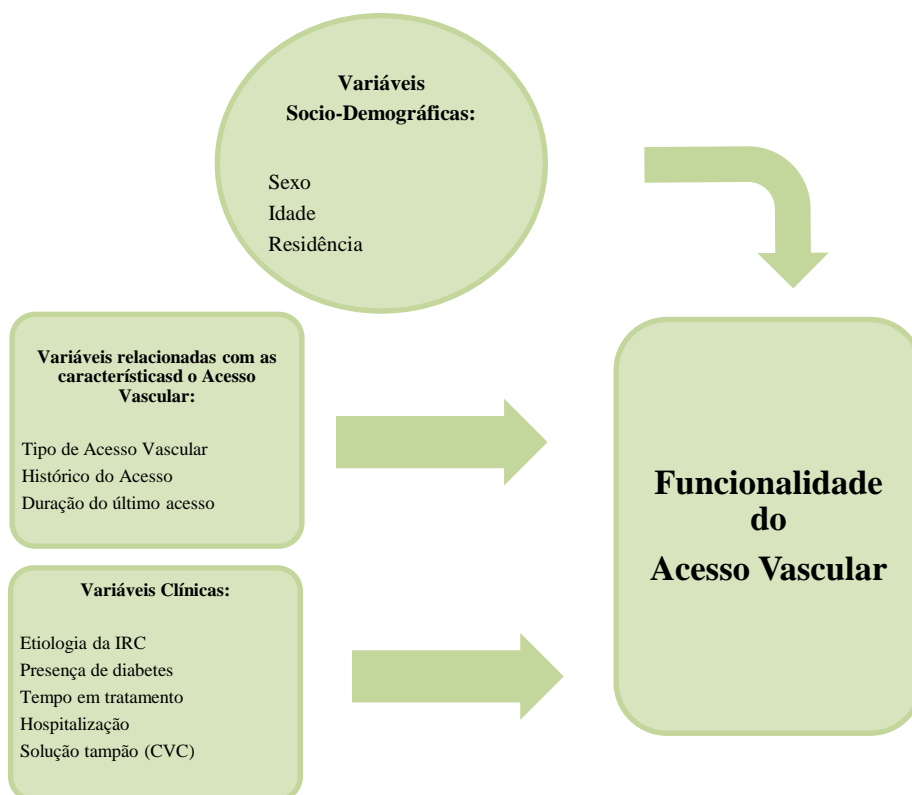 Variáveis
Socio-Demográficas:
Sexo
Idade
Residência
Variáveis relacionadas com as
característicasd o Acesso
Vascular:
Tipo de Acesso Vascular
Histórico do Acesso
Duração do último acesso
Variáveis Clínicas:
Etiologia da IRC
Presença de diabetes
Tempo em tratamento
Hospitalização
Solução tampão (CVC)
Funcionalidade
do
Acesso Vascular